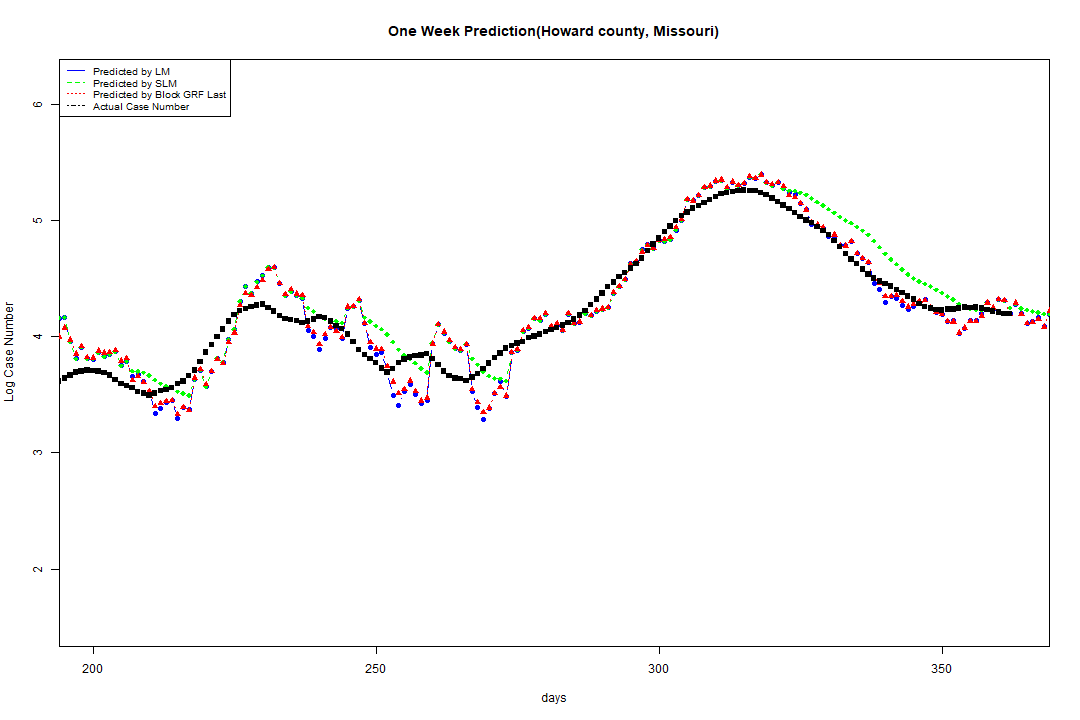 One Week Prediction(Howard county, Missouri)
Predicted by LM
Predicted by SLM
Predicted by Block GRF Last
Actual Case Number
6
5
4
3
2
Log Case Number
200 250 300 350
days